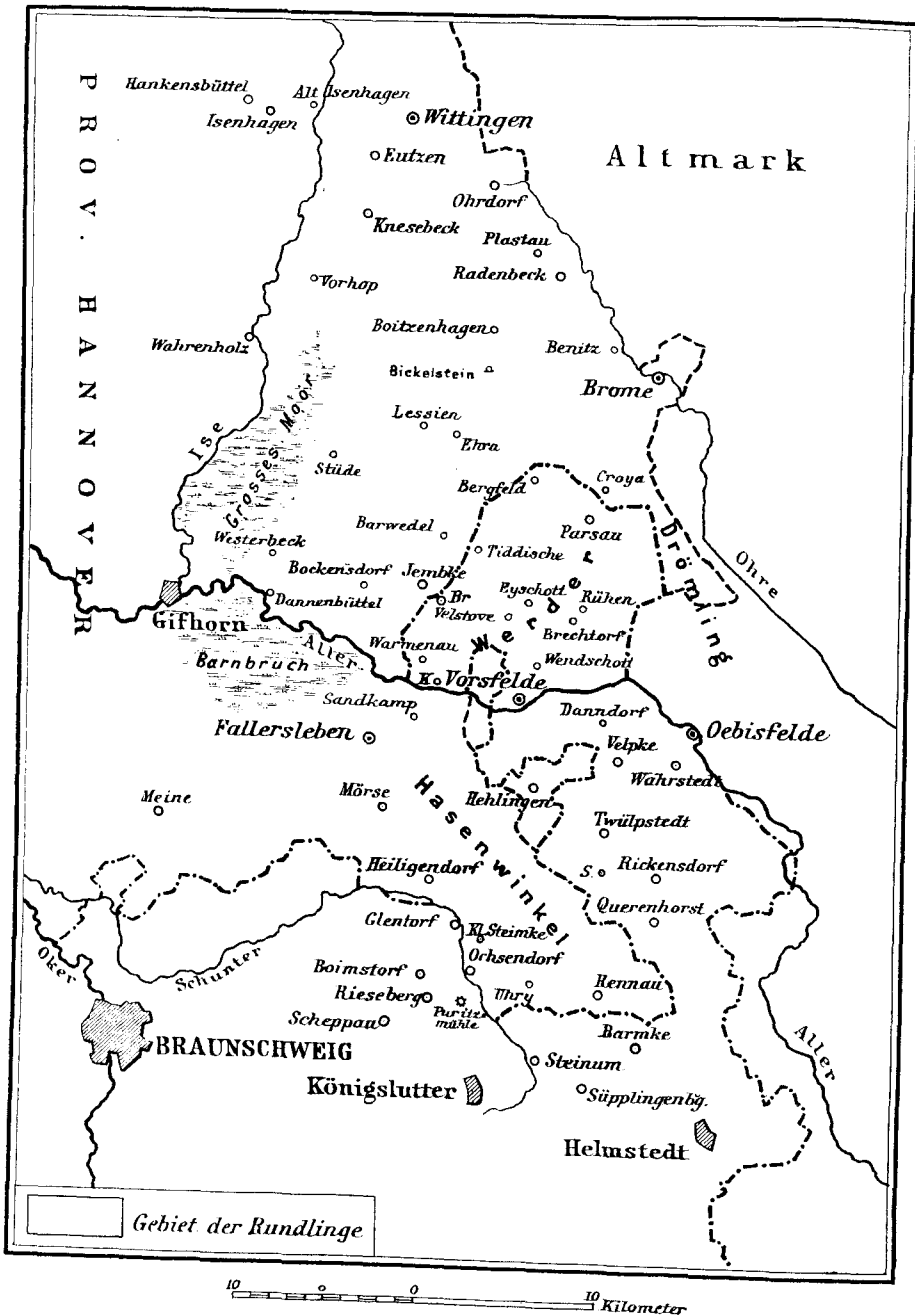 PROV. HANNOVER
Hankensbüttel
Alt Isenhagen
Isenhagen
Wittingen
Altmark
Eutzen
Ohrdorf
Knesebeck
Plastau
Radenbeck
Vorhop
Boitzenhagen
Wahrenholz
Benitz
Bickelstein
Brome
Grosses Moor
Ise
Lessien
Ehra
Stüde
Bergfeld
Croya
Barwedel
Parsau
Drömling
Westerbeck
Tiddische
Ohre
Bockensdorf
Jembke
Eyschott
Rühen
Br
Dannenbüttel
Velstove
Werder
Gifhorn
Brechtorf
Aller
Warmenau
Wendschott
Barnbruch
K.
Vorsfelde
Sandkamp
Danndorf
Oebisfelde
Fallersleben
Velpke
Wahrstedt
Hehlingen
Meine
Mörse
Hasenwinkel
Twülpstedt
Heiligendorf
S.
Rickensdorf
Querenhorst
Glentorf
Kl. Steimke
Oker
Schunter
Ochsendorf
Boimstorf
Rieseberg
Uhry
Rennau
Puritz-
mühle
Scheppau
Barmke
Aller
BRAUNSCHWEIG
Steinum
Königslutter
Süpplingenbg.
Helmstedt
Gebiet der Rundlinge
10 0 0 10
Kilometer